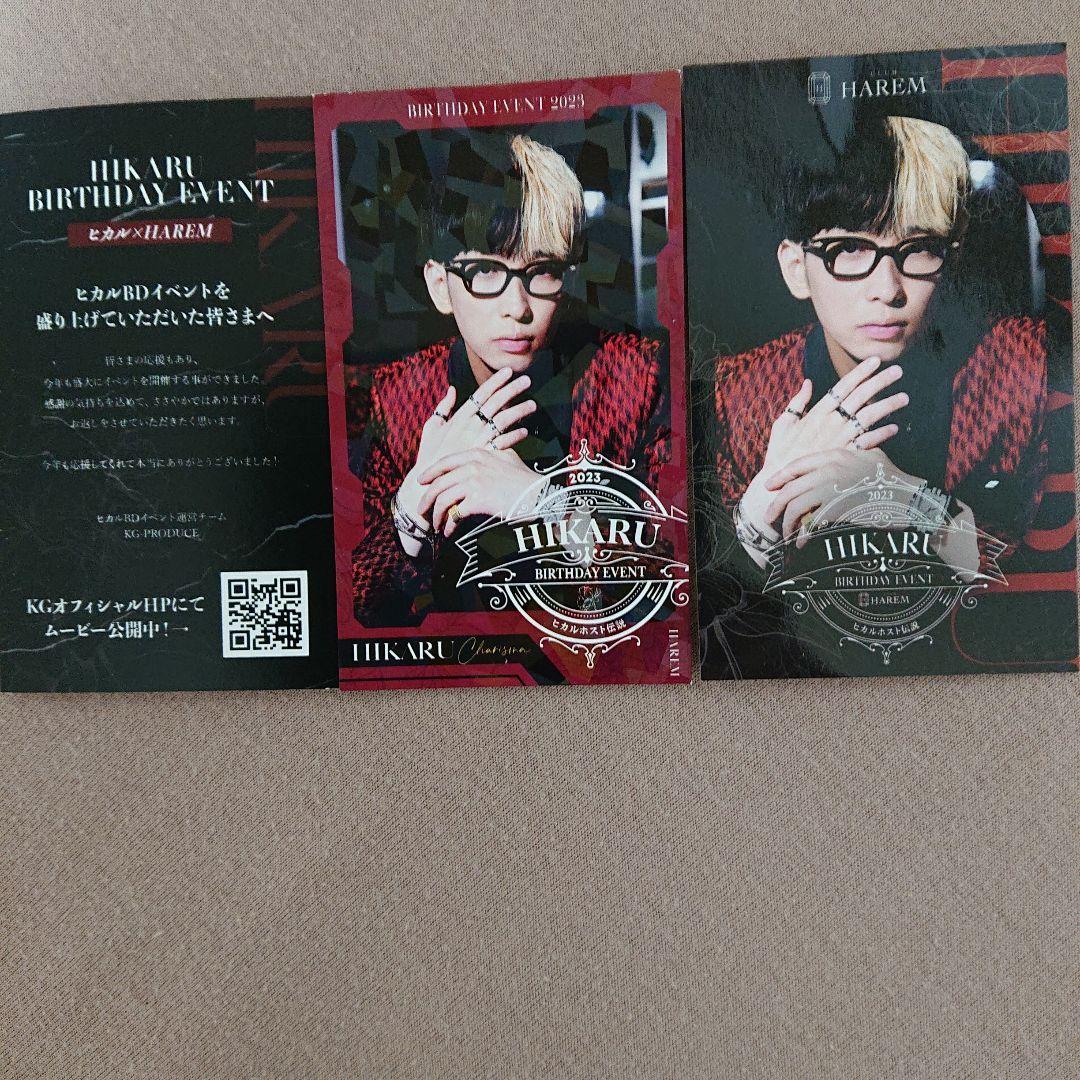 HIKARU
BIRTHDAY EVENT
ヒカル×HAREM
ヒカルBDイベントを
盛り上げていただいた皆さまへ
皆さまの応援もあり、
今年も盛大にイベントを開催する事ができました。
感謝の気持ちを込めて、ささやかではありますが、
お返しをさせていただきたく思います。
今年も応援してくれて本当にありがとうございました!
ヒカルBDイベント運営チーム
KG-PRODUCE
KGオフィシャルHPにて
ムービー公開中!→
HIKARU
BIRTHDAY EVENT 2023
2023
HIKARU
BIRTHDAY EVENT
ヒカルホスト伝説
HIKARU Charisma
HAREM
CLUB
HAREM
HIKARU
2023
HIKARU
BIRTHDAY EVENT
HAREM
ヒカルホスト伝説